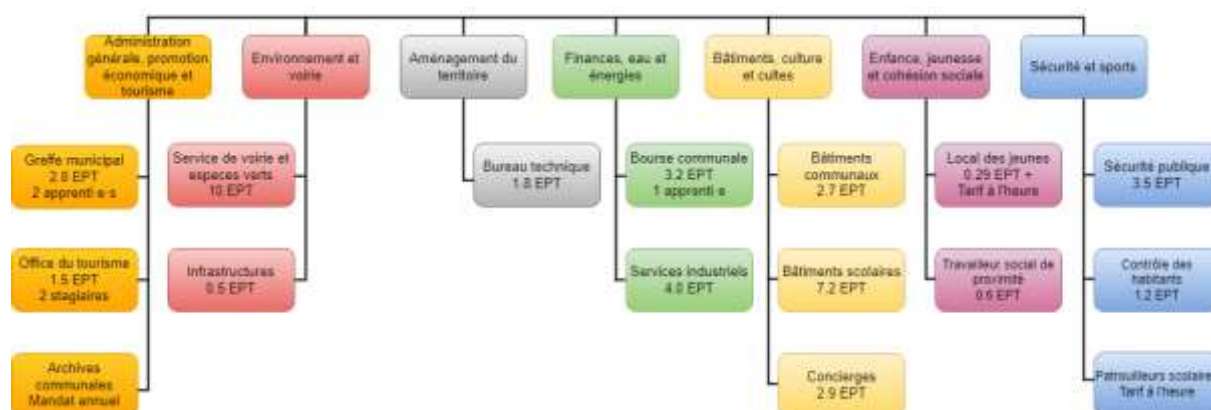 Administration
générale, promotion
économique et
tourisme
Environnement et
voirie
Aménagement du
territoire
Finances, eau et
énergies
Bâtiments, culture
et cultes
Enfance, jeunesse
et cohésion sociale
Sécurité et sports
Greffe municipal
2.8 EPT
2 apprenti·e·s
Service de voirie et
especes verts
10 EPT
Bureau technique
1.8 EPT
Bourse communale
3.2 EPT
1 apprenti·e
Bâtiments
communaux
2.7 EPT
Local des jeunes
0.29 EPT +
Tarif à l'heure
Sécurité publique
3.5 EPT
Office du tourisme
1.5 EPT
2 stagiaires
Infrastructures
0.5 EPT
Services industriels
4.0 EPT
Bâtiments scolaires
7.2 EPT
Travailleur social de
proximité
0.6 EPT
Contrôle des
habitants
1.2 EPT
Archives
communales
Mandat annuel
Concierges
2.9 EPT
Patrouilleurs scolaire
Tarif à l'heure